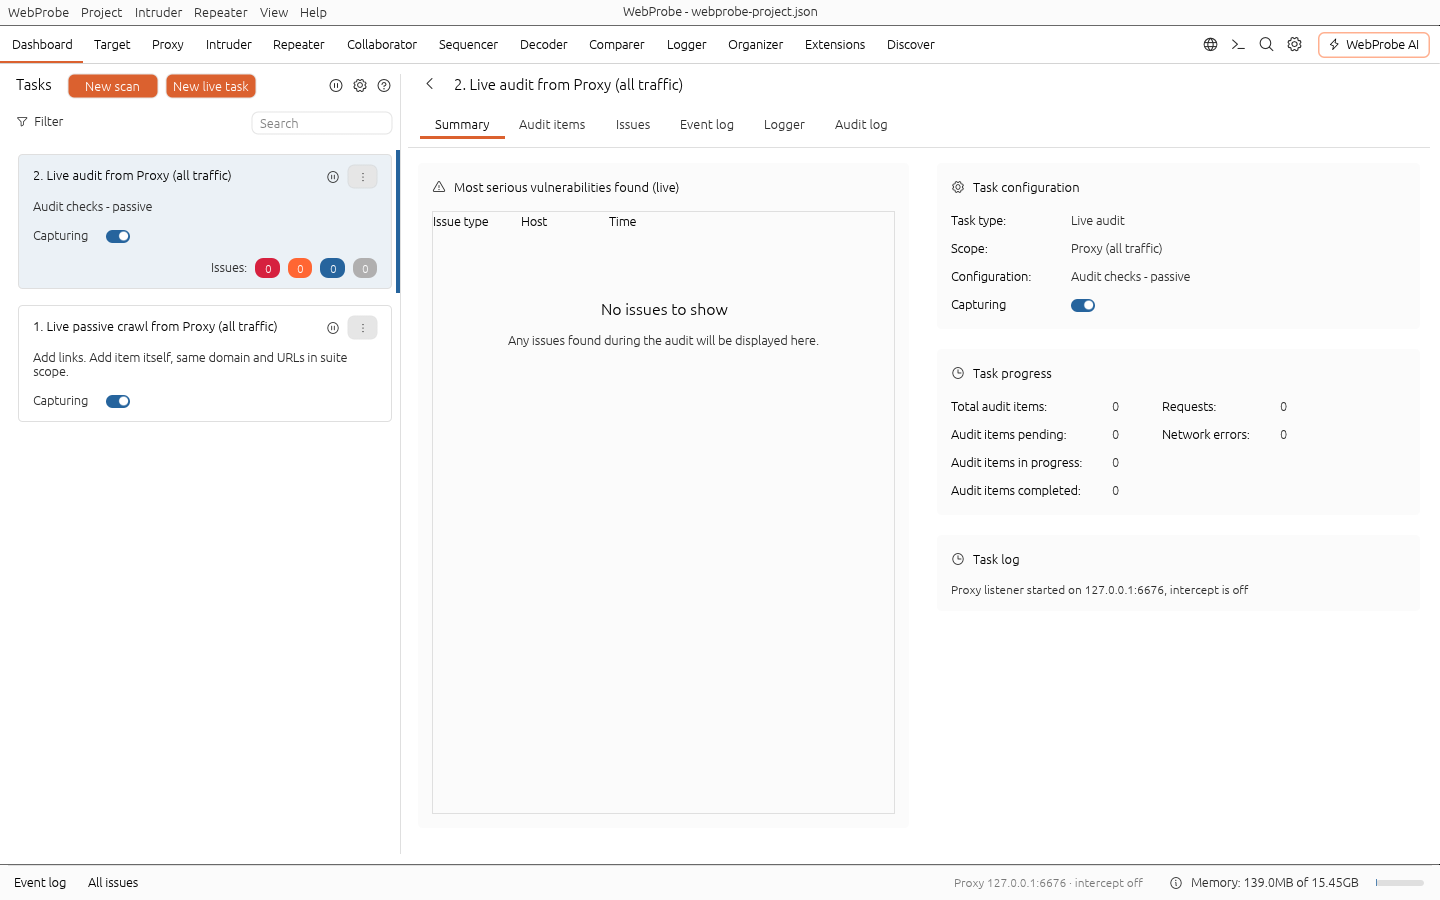 WebProbe Project Intruder Repeater View Help
WebProbe - webprobe-project.json
Dashboard Target Proxy Intruder Repeater Collaborator Sequencer Decoder Comparer Logger Organizer Extensions Discover
WebProbe AI
Tasks New scan New live task
Filter
Search
2. Live audit from Proxy (all traffic)
Audit checks - passive
Capturing
Issues: 0 0 0 0
1. Live passive crawl from Proxy (all traffic)
Add links. Add item itself, same domain and URLs in suite
scope.
Capturing
2. Live audit from Proxy (all traffic)
Summary Audit items Issues Event log Logger Audit log
Most serious vulnerabilities found (live)
Issue type Host Time
No issues to show
Any issues found during the audit will be displayed here.
Task configuration
Task type: Live audit
Scope: Proxy (all traffic)
Configuration: Audit checks - passive
Capturing
Task progress
Total audit items: 0 Requests: 0
Audit items pending: 0 Network errors: 0
Audit items in progress: 0
Audit items completed: 0
Task log
Proxy listener started on 127.0.0.1:6676, intercept is off
Event log All issues
Proxy 127.0.0.1:6676 · intercept off
Memory: 139.0MB of 15.45GB